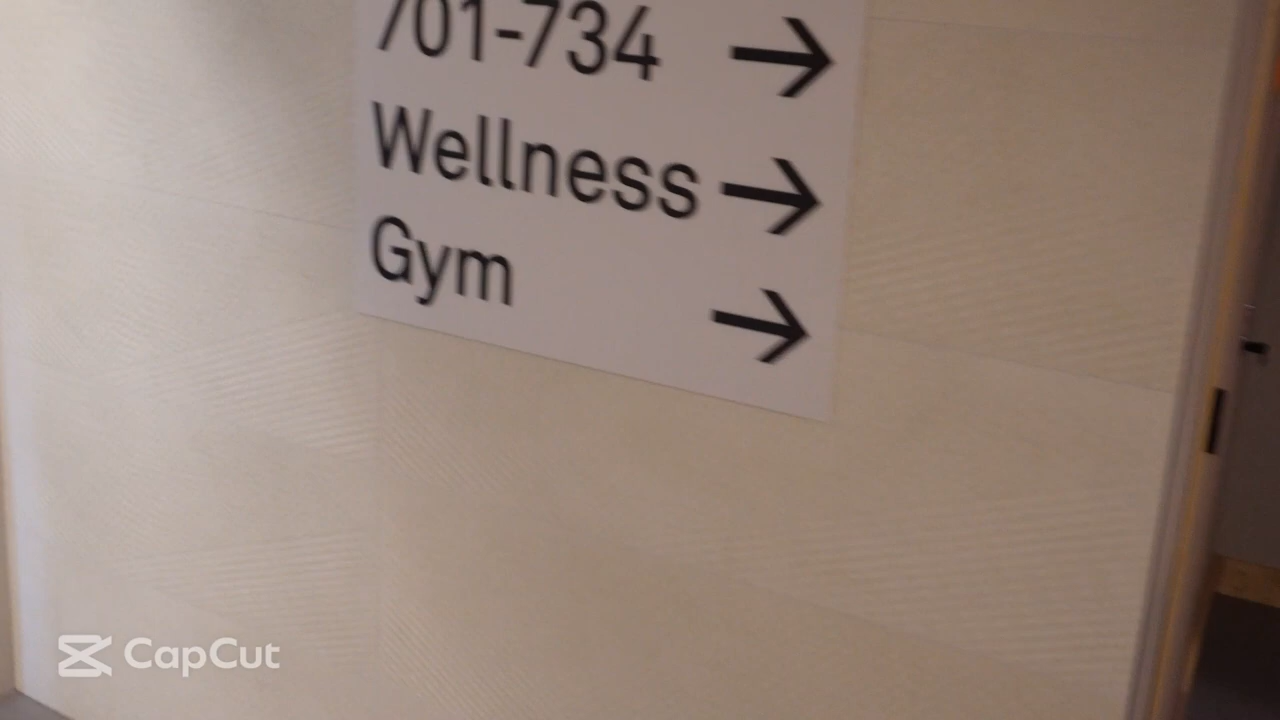 701-734 →
Wellness →
Gym →
CapCut